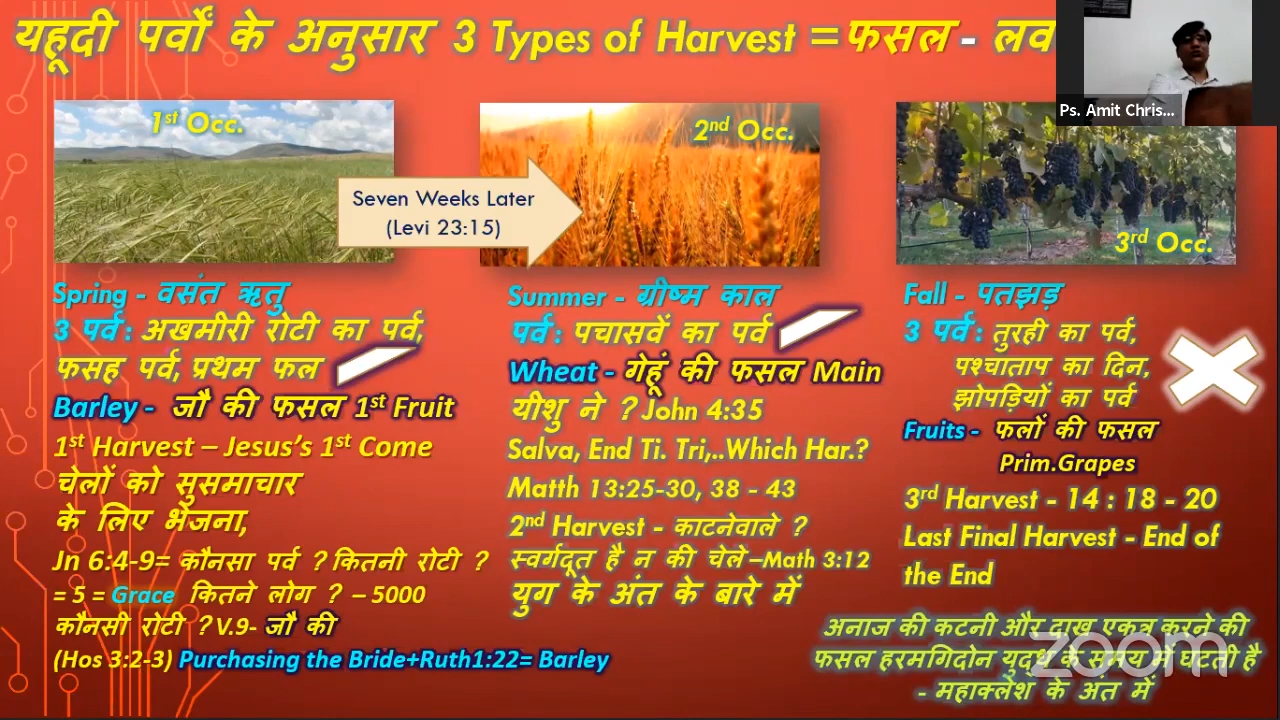 यहूदी पर्वों के अनुसार 3 Types of Harvest =फसल - लव
Ps. Amit Chris...
1st Occ.
2nd Occ.
3rd Occ.
Seven Weeks Later
(Levi 23:15)
Spring - वसंत ऋतु
3 पर्व : अखमीरी रोटी का पर्व,
फसह पर्व, प्रथम फल
Barley - जौ की फसल 1st Fruit
1st Harvest – Jesus's 1st Come
चेलों को सुसमाचार
के लिए भेजना,
Jn 6:4-9= कौनसा पर्व ? कितनी रोटी ?
= 5 = Grace कितने लोग ? – 5000
कौनसी रोटी ? V.9- जौ की
(Hos 3:2-3) Purchasing the Bride+Ruth1:22= Barley
Summer - ग्रीष्म काल
पर्व : पचासवें का पर्व
Wheat - गेहूं की फसल Main
यीशु ने ? John 4:35
Salva, End Ti. Tri,..Which Har.?
Matth 13:25-30, 38 - 43
2nd Harvest - काटनेवाले ?
स्वर्गदूत है न की चेले –Math 3:12
युग के अंत के बारे में
Fall - पतझड़
3 पर्व : तुरही का पर्व,
पश्चाताप का दिन,
झोपड़ियों का पर्व
Fruits - फलों की फसल
Prim.Grapes
3rd Harvest - 14 : 18 - 20
Last Final Harvest - End of
the End
अनाज की कटनी और दाख एकत्र करने की
फसल हरमगिदोन युद्ध के समय में घटती है
- महाक्लेश के अंत में
zoom